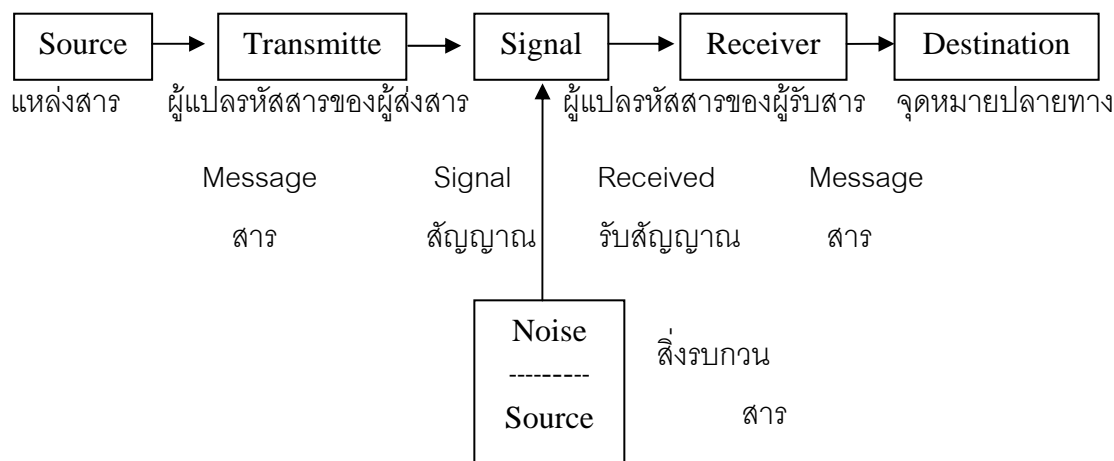 Source Transmitte Signal Receiver Destination
แหล่งสาร ผู้แปลรหัสสารของผู้ส่งสาร ผู้แปลรหัสสารของผู้รับสาร จุดหมายปลายทาง
Message Signal Received Message
สาร สัญญาณ รับสัญญาณ สาร
Noise สิ่งรบกวน
---------
Source สาร